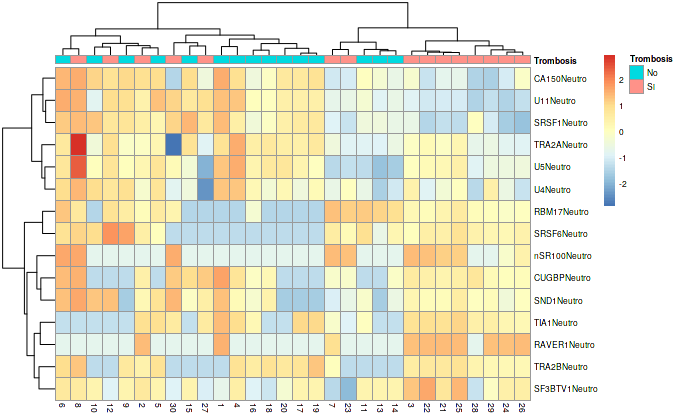 Trombosis
Trombosis
No
SI
2
1
0
-1
-2
CA150Neutro
U11Neutro
SRSF1Neutro
TRA2ANeutro
U5Neutro
U4Neutro
RBM17Neutro
SRSF6Neutro
nSR100Neutro
CUGBPNeutro
SND1Neutro
TIA1Neutro
RAVER1Neutro
TRA2BNeutro
SF3BTV1Neutro
6 8 10 12 9 2 5 30 15 27 1 4 16 18 20 17 19 7 23 11 13 14 3 22 21 25 28 29 24 26